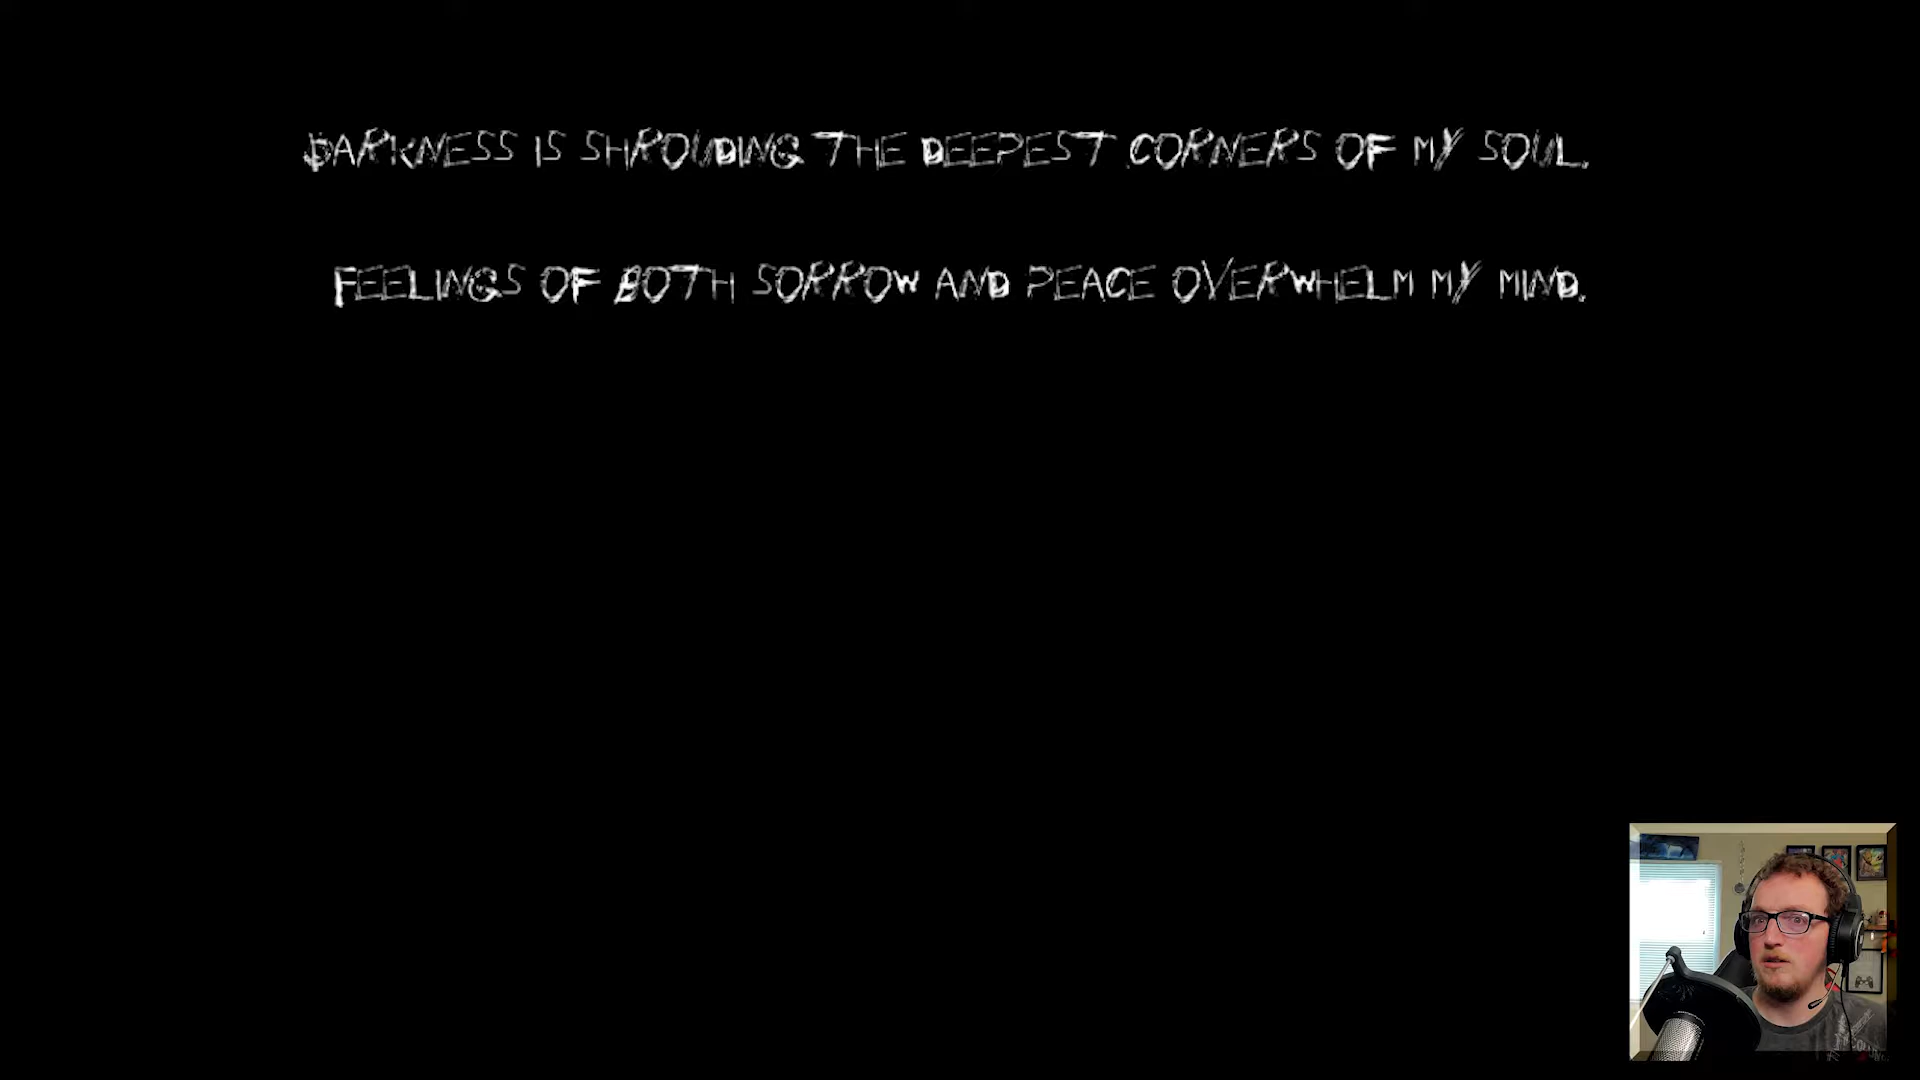 DARKNESS IS SHROUDING THE DEEPEST CORNERS OF MY SOUL.
FEELINGS OF BOTH SORROW AND PEACE OVERWHELM MY MIND.